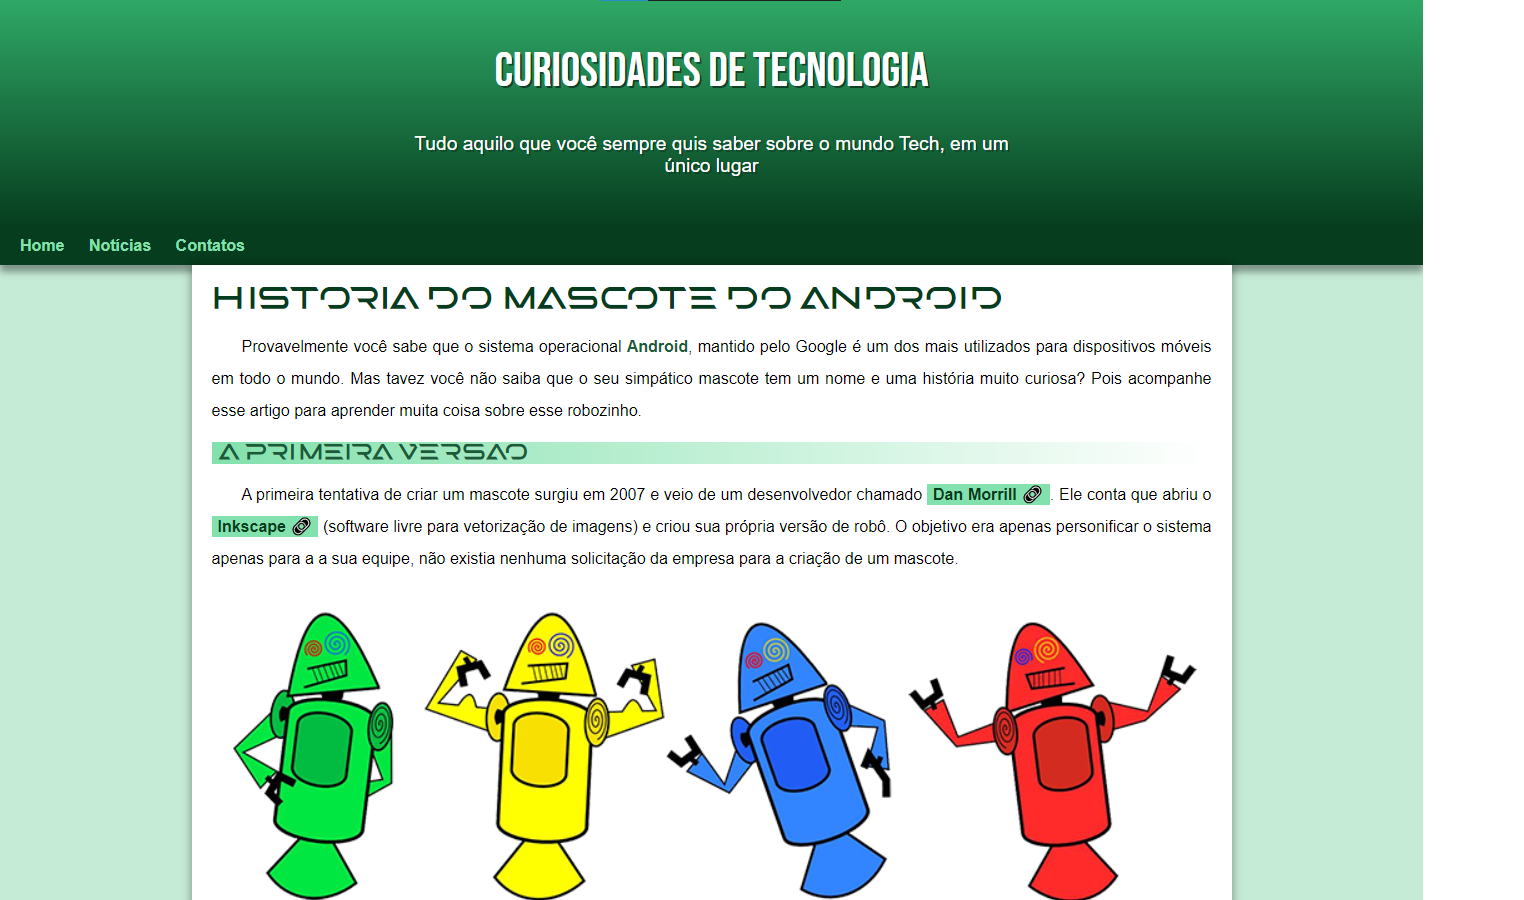 CURIOSIDADES DE TECNOLOGIA
Tudo aquilo que você sempre quis saber sobre o mundo Tech, em um
único lugar
Home Notícias Contatos
HISTORIA DO MASCOTE DO ANDROID
Provavelmente você sabe que o sistema operacional Android, mantido pelo Google é um dos mais utilizados para dispositivos móveis
em todo o mundo. Mas tavez você não saiba que o seu simpático mascote tem um nome e uma história muito curiosa? Pois acompanhe
esse artigo para aprender muita coisa sobre esse robozinho.
A PRIMEIRA VERSAO
A primeira tentativa de criar um mascote surgiu em 2007 e veio de um desenvolvedor chamado Dan Morrill. Ele conta que abriu o
Inkscape (software livre para vetorização de imagens) e criou sua própria versão de robô. O objetivo era apenas personificar o sistema
apenas para a a sua equipe, não existia nenhuma solicitação da empresa para a criação de um mascote.